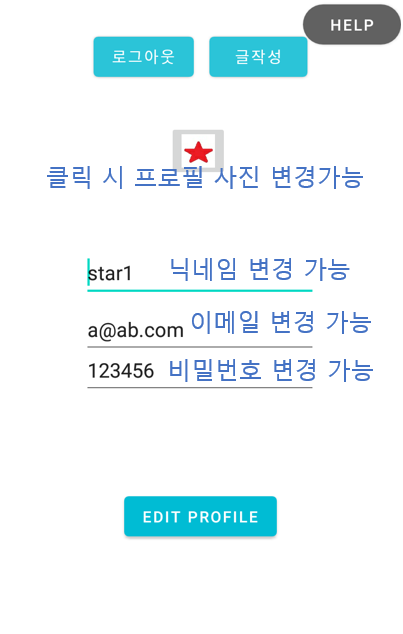 HELP
로그아웃 글작성
클릭 시 프로필 사진 변경가능
star1 닉네임 변경 가능
a@ab.com 이메일 변경 가능
123456 비밀번호 변경 가능
EDIT PROFILE